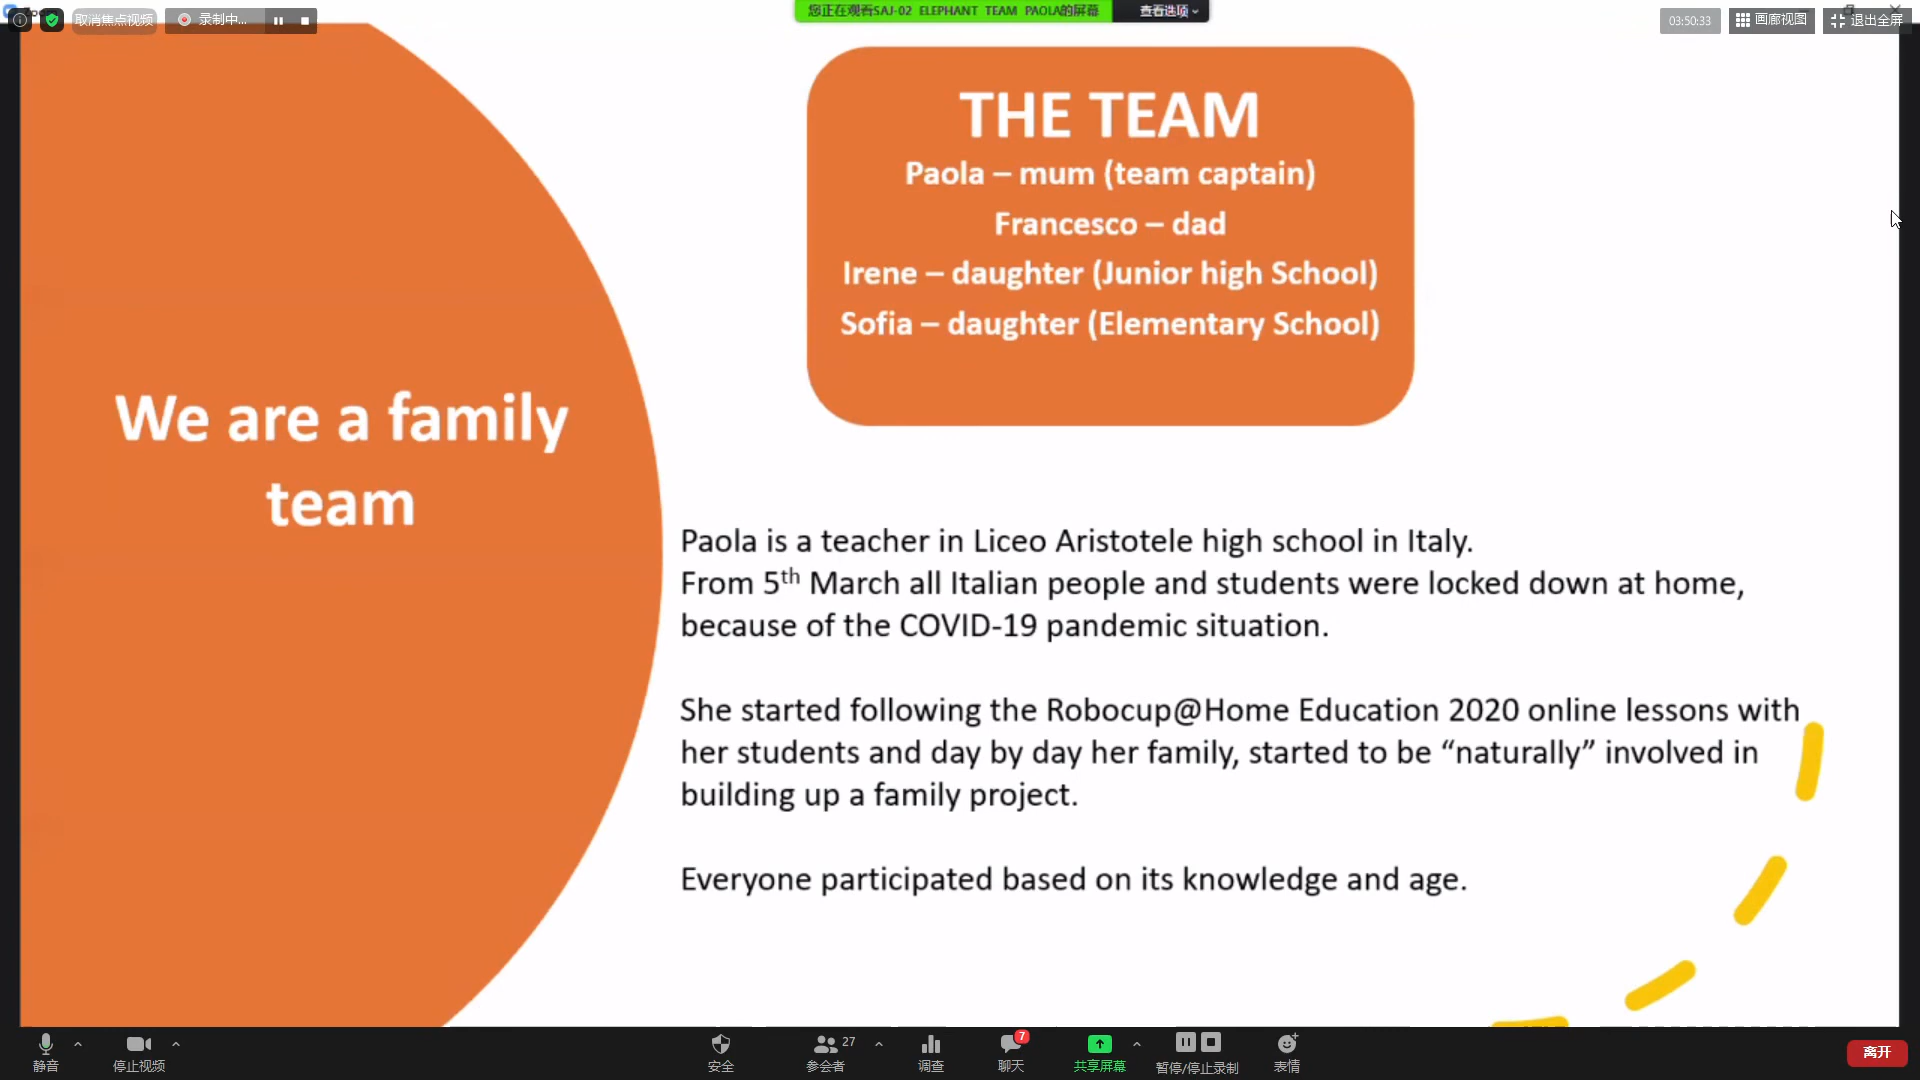 取消焦点视频
录制中...
您正在观看SAJ-02 ELEPHANT TEAM PAOLA的屏幕
查看选项
03:50:33
画廊视图
退出全屏
THE TEAM
Paola – mum (team captain)
Francesco – dad
Irene – daughter (Junior high School)
Sofia – daughter (Elementary School)
We are a family
team
Paola is a teacher in Liceo Aristotele high school in Italy.
From 5th March all Italian people and students were locked down at home,
because of the COVID-19 pandemic situation.
She started following the Robocup@Home Education 2020 online lessons with
her students and day by day her family, started to be “naturally” involved in
building up a family project.
Everyone participated based on its knowledge and age.
静音
停止视频
安全
27
参会者
调查
7
聊天
共享屏幕
暂停/停止录制
表情
离开